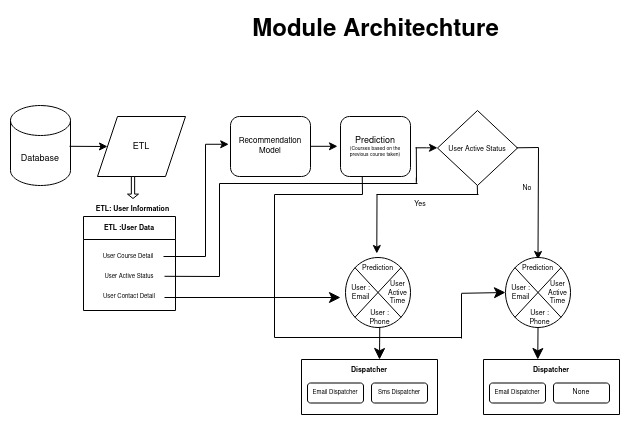 Module Architechture
Database
ETL
Recommendation
Model
Prediction
(Courses based on the
previous course taken)
User Active Status
No
Yes
ETL: User Information
ETL :User Data
User Course Detail
User Active Status
User Contact Detail
Prediction
User :
Email
User
Active
Time
User :
Phone
Prediction
User :
Email
User
Active
Time
User :
Phone
Dispatcher
Email Dispatcher
Sms Dispatcher
Dispatcher
Email Dispatcher
None